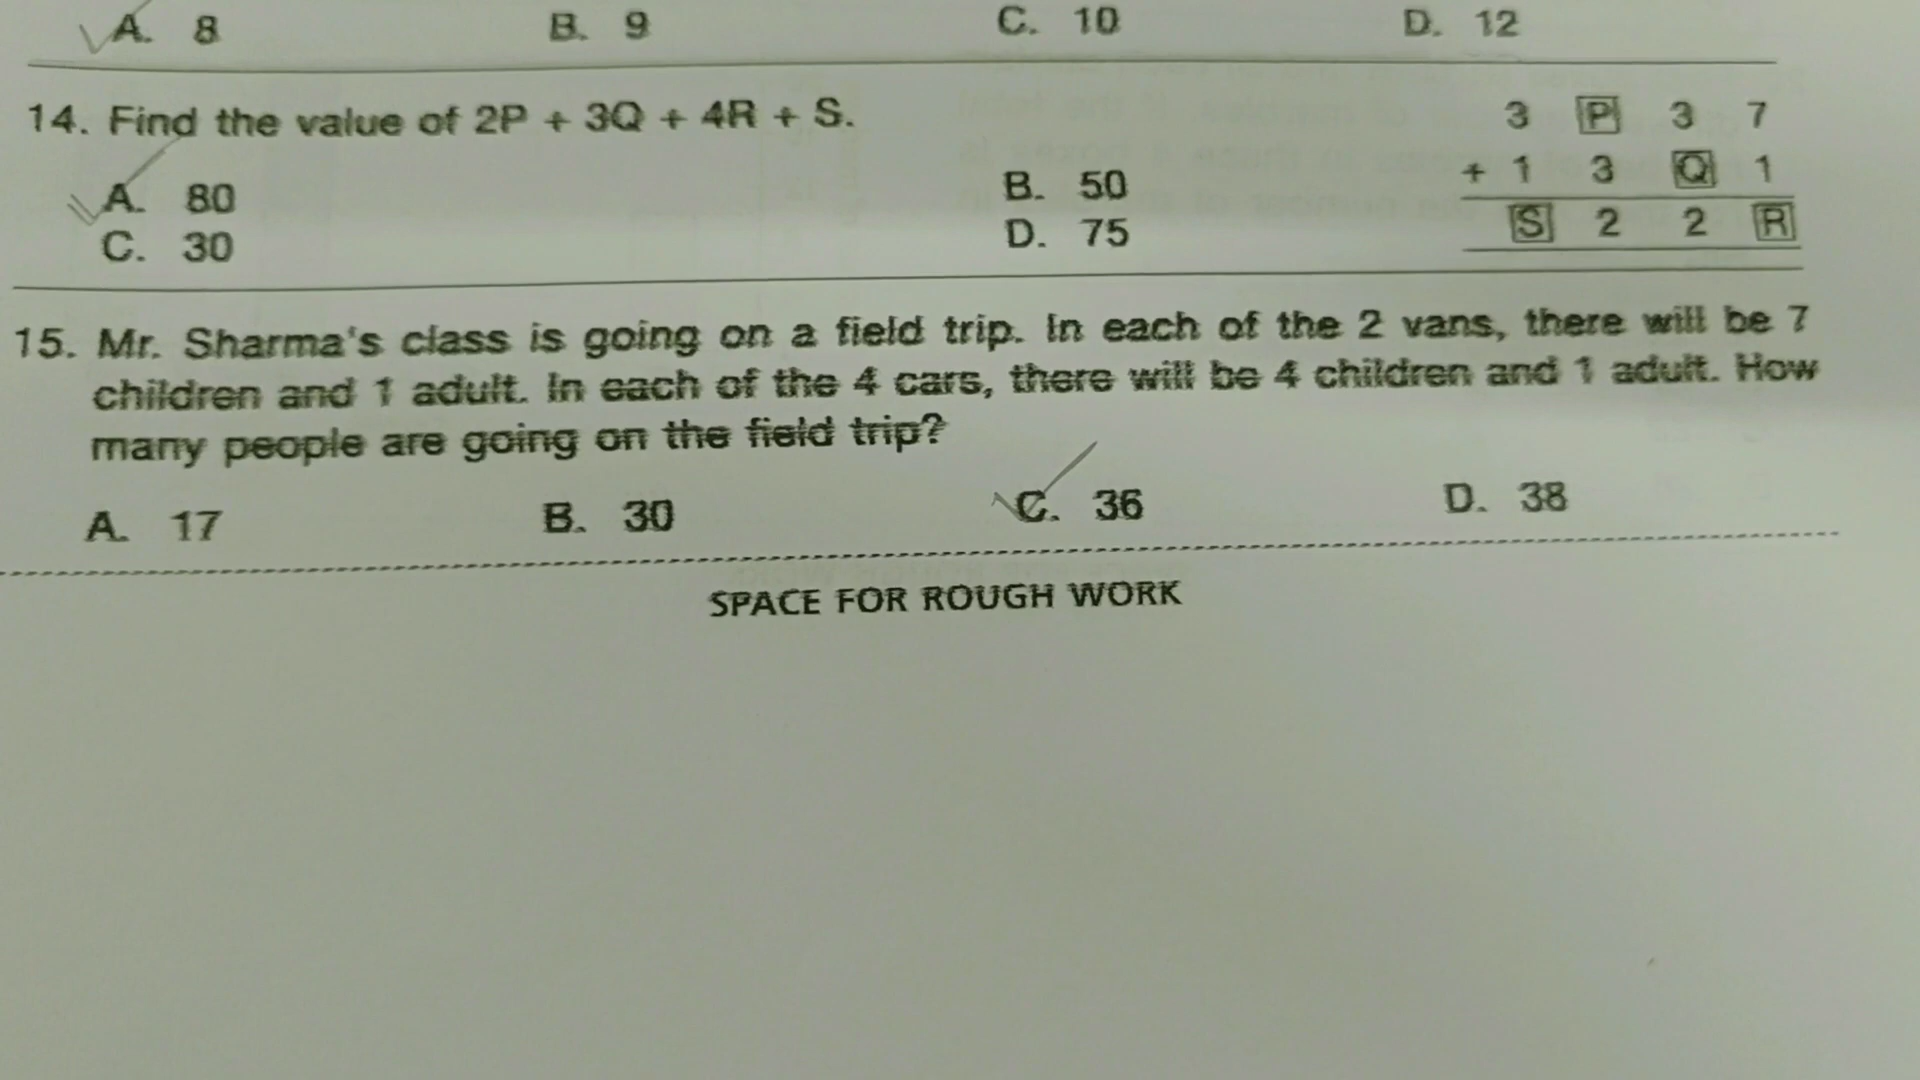 A. 8 B. 9 C. 10 D. 12
14. Find the value of 2P + 3Q + 4R + S.
A. 80 B. 50
C. 30 D. 75
3 P 3 7
+ 1 3 Q 1
S 2 2 R
15. Mr. Sharma's class is going on a field trip. In each of the 2 vans, there will be 7
children and 1 adult. In each of the 4 cars, there will be 4 children and 1 adult. How
many people are going on the field trip?
A. 17 B. 30 C. 36 D. 38
SPACE FOR ROUGH WORK